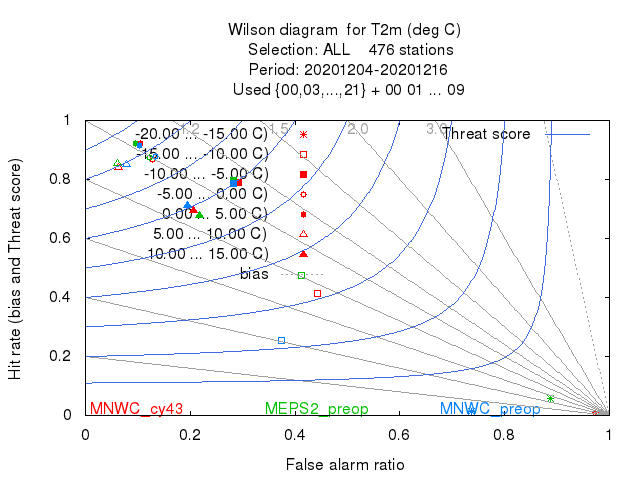 Wilson diagram for T2m (deg C)
Selection: ALL 476 stations
Period: 20201204-20201216
Used {00,03,...,21} + 00 01 ... 09
1.2 1.5 2.0 3.0
Threat score
-20.00 ... -15.00 C)
-15.00 ... -10.00 C)
-10.00 ... -5.00 C)
-5.00 ... 0.00 C)
0.00 ... 5.00 C)
5.00 ... 10.00 C)
10.00 ... 15.00 C)
bias
1
0.8
0.6
0.4
0.2
0
Hit rate (bias and Threat score)
MNWC_cy43 MEPS2_preop MNWC_preop
0 0.2 0.4 0.6 0.8 1
False alarm ratio